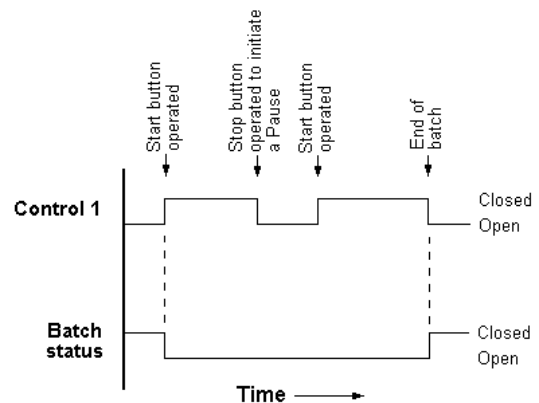 Start button
operated
Stop button
operated to initiate
a Pause
Start button
operated
End of
batch
Control 1
Closed
Open
Batch
status
Closed
Open
Time